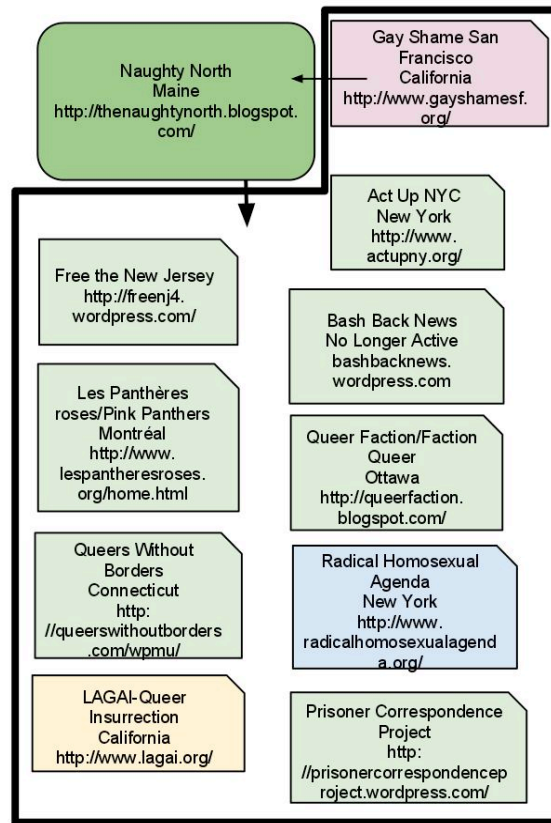 Naughty North
Maine
http://thenaughtynorth.blogspot.
com/
Gay Shame San
Francisco
California
http://www.gayshamesf.
org/
Act Up NYC
New York
http://www.
actupny.org/
Free the New Jersey
http://freenj4.
wordpress.com/
Bash Back News
No Longer Active
bashbacknews.
wordpress.com
Les Panthères
roses/Pink Panthers
Montréal
http://www.
lespantheresroses.
org/home.html
Queer Faction/Faction
Queer
Ottawa
http://queerfaction.
blogspot.com/
Queers Without
Borders
Connecticut
http:
//queerswithoutborders
.com/wpmu/
Radical Homosexual
Agenda
New York
http://www.
radicalhomosexualagend
a.org/
LAGAI-Queer
Insurrection
California
http://www.lagai.org/
Prisoner Correspondence
Project
http:
//prisonercorrespondencep
roject.wordpress.com/